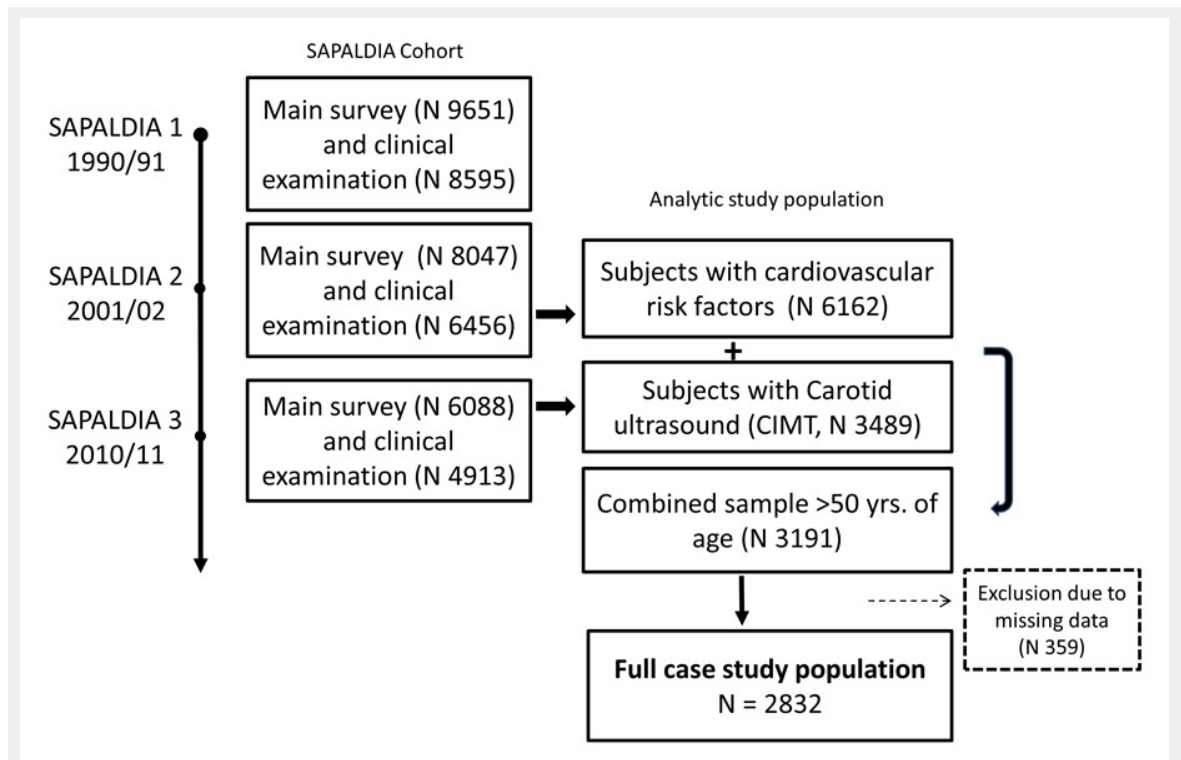 SAPALDIA Cohort
SAPALDIA 1
1990/91
Main survey (N 9651)
and clinical
examination (N 8595)
SAPALDIA 2
2001/02
Main survey (N 8047)
and clinical
examination (N 6456)
SAPALDIA 3
2010/11
Main survey (N 6088)
and clinical
examination (N 4913)
Analytic study population
Subjects with cardiovascular
risk factors (N 6162)
+
Subjects with Carotid
ultrasound (CIMT, N 3489)
Combined sample >50 yrs. of
age (N 3191)
Exclusion due to
missing data
(N 359)
Full case study population
N = 2832